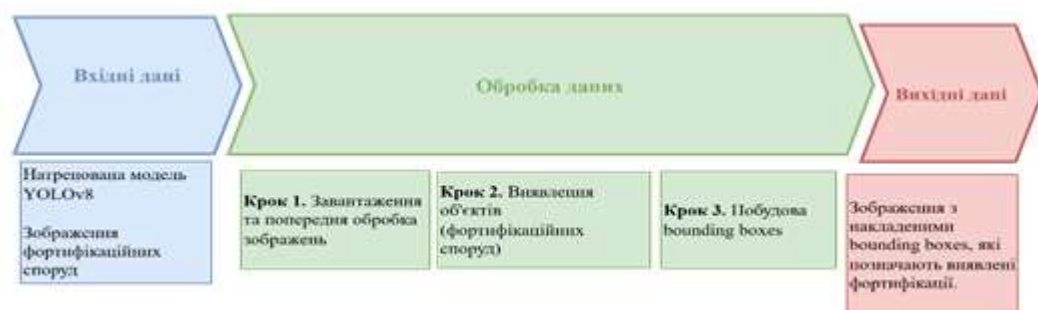 Вхідні дані
Обробка даних
Вихідні дані
Натренована модель
YOLOv8
Зображення
фортифікаційних
споруд
Крок 1. Завантаження
та попередня обробка
зображень
Крок 2. Виявлення
об'єктів
(фортифікаційних
споруд)
Крок 3. Побудова
bounding boxes
Зображення з
накладеними
bounding boxes, які
позначають виявлені
фортифікації.